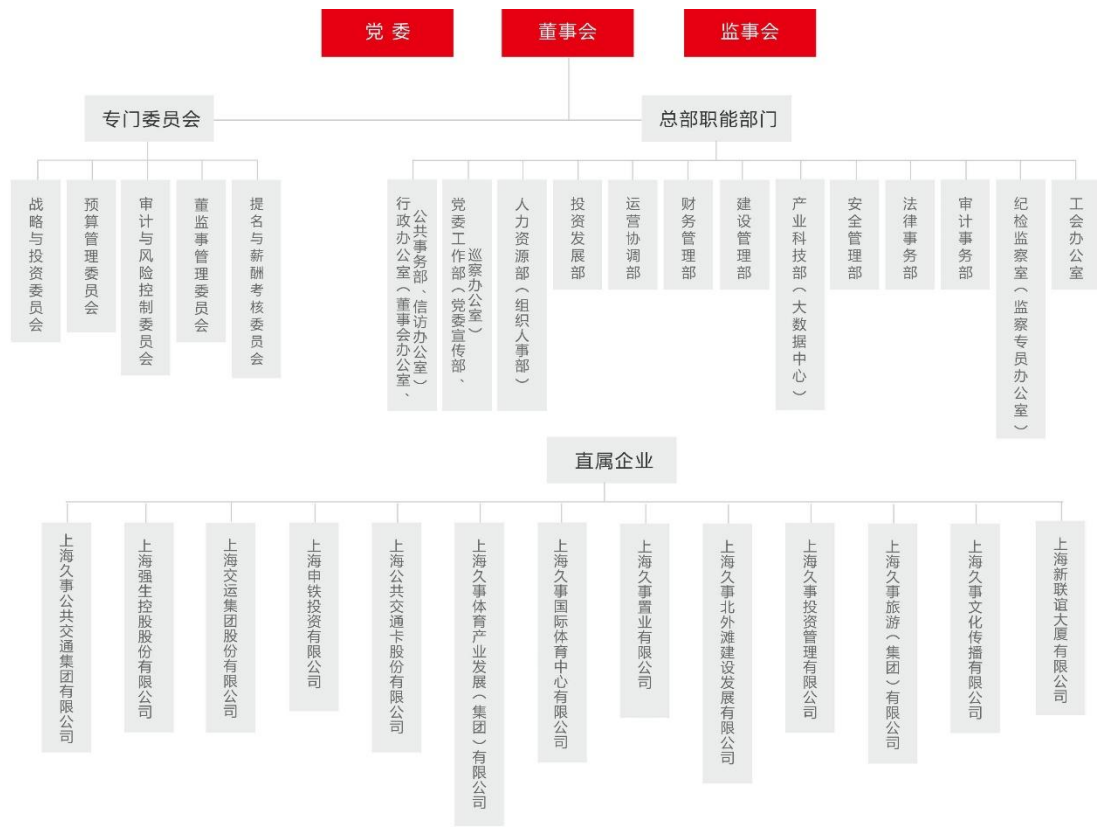 党委
董事会
监事会
专门委员会
总部职能部门
战略与投资委员会
预算管理委员会
审计与风险控制委员会
董监事管理委员会
提名与薪酬考核委员会
行政办公室（董事会办公室、
公共事务部、信访办公室）
党委工作部（党委宣传部、
巡察办公室）
人力资源部（组织人事部）
投资发展部
运营协调部
财务管理部
建设管理部
产业科技部（大数据中心）
安全管理部
法律事务部
审计事务部
纪检监察室（监察专员办公室）
工会办公室
直属企业
上海久事公共交通集团有限公司
上海强生控股股份有限公司
上海交运集团股份有限公司
上海申铁投资有限公司
上海公共交通卡股份有限公司
上海久事体育产业发展（集团）有限公司
上海久事国际体育中心有限公司
上海久事置业有限公司
上海久事北外滩建设发展有限公司
上海久事投资管理有限公司
上海久事旅游（集团）有限公司
上海久事文化传播有限公司
上海新联谊大厦有限公司